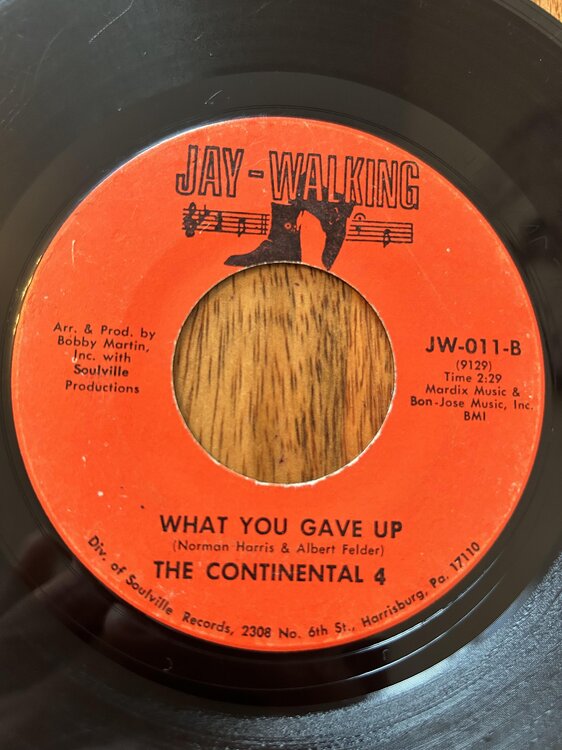 JAY-WALKING
Arr. & Prod. by
Bobby Martin,
Inc. with
Soulville
Productions
JW-011-B
(9129)
Time 2:29
Mardix Music &
Bon-Jose Music, Inc.
BMI
WHAT YOU GAVE UP
(Norman Harris & Albert Felder)
THE CONTINENTAL 4
Div. of Soulville Records, 2308 No. 6th St., Harrisburg, Pa. 17110